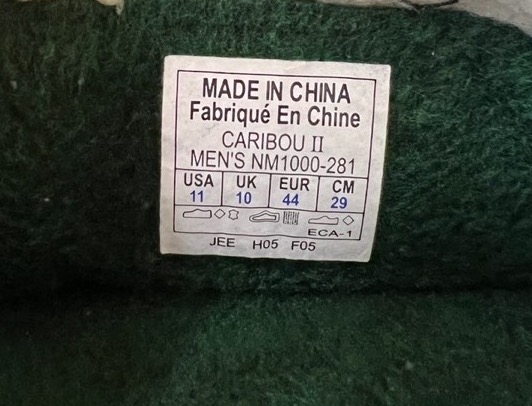 MADE IN CHINA
Fabriqué En Chine
CARIBOU II
MEN'S NM1000-281
USA UK EUR CM
11 10 44 29
ECA-1
JEE H05 F05